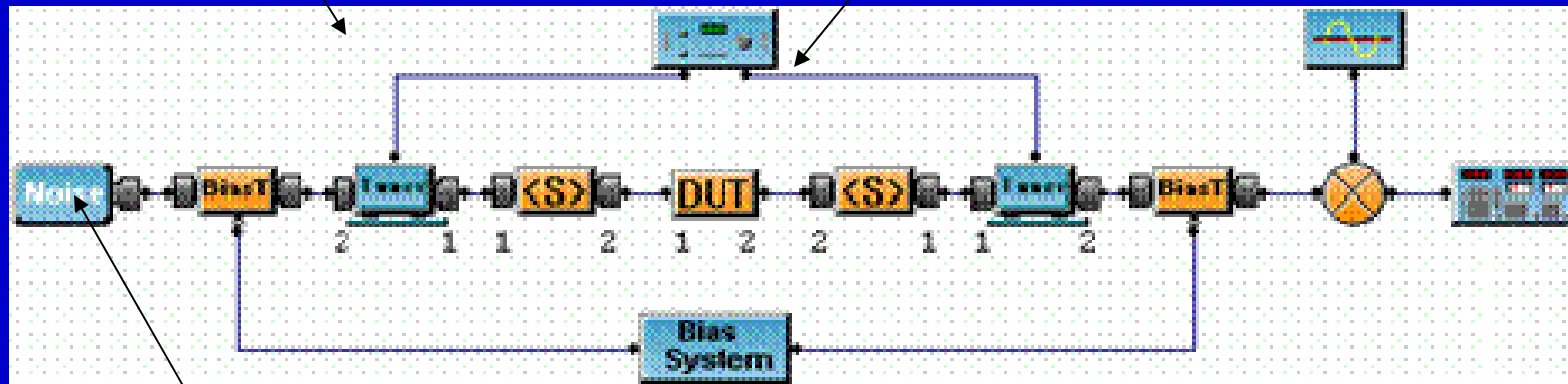 Noise BiasT Tuner <S> DUT <S> Tuner BiasT
2 1 1 2 1 2 2 1 1 2
Bias
System